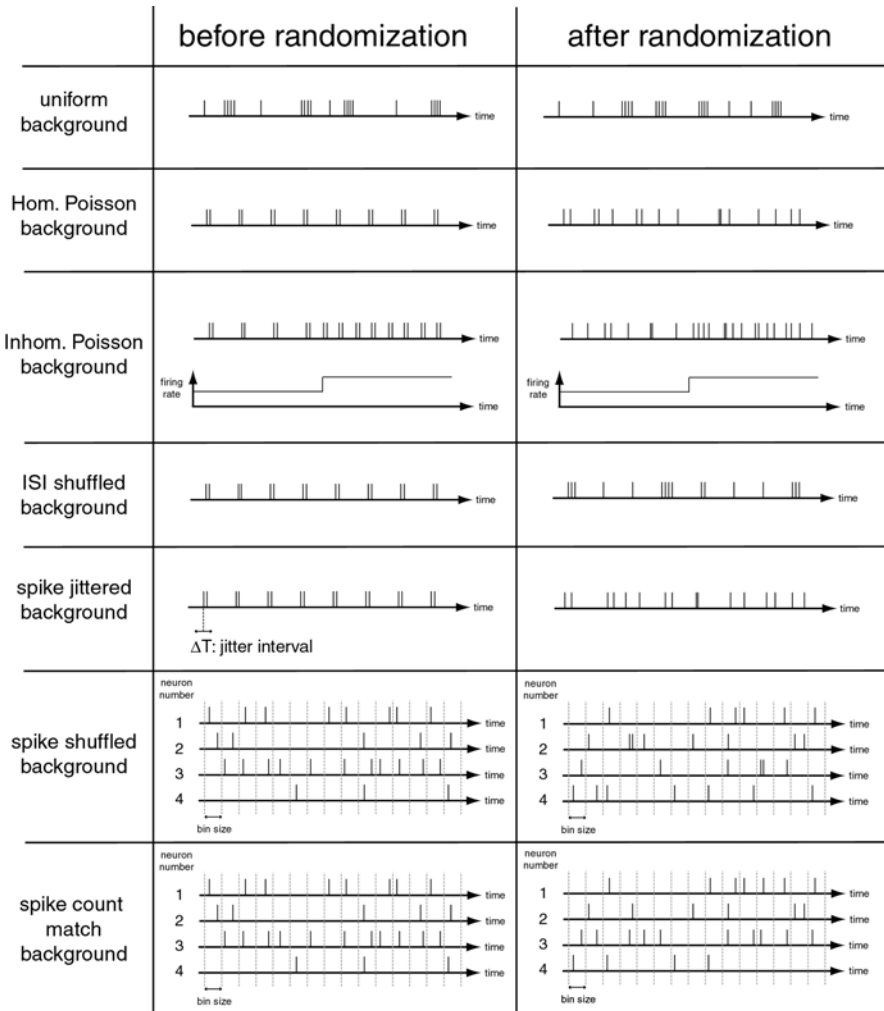 before randomization
after randomization
uniform
background
time
time
Hom. Poisson
background
time
time
Inhom. Poisson
background
time
time
firing
rate
time
firing
rate
time
ISI shuffled
background
time
time
spike jittered
background
time
time
ΔT: jitter interval
spike shuffled
background
neuron
number
1
time
2
time
3
time
4
time
bin size
neuron
number
1
time
2
time
3
time
4
time
bin size
spike count
match
background
neuron
number
1
time
2
time
3
time
4
time
bin size
neuron
number
1
time
2
time
3
time
4
time
bin size